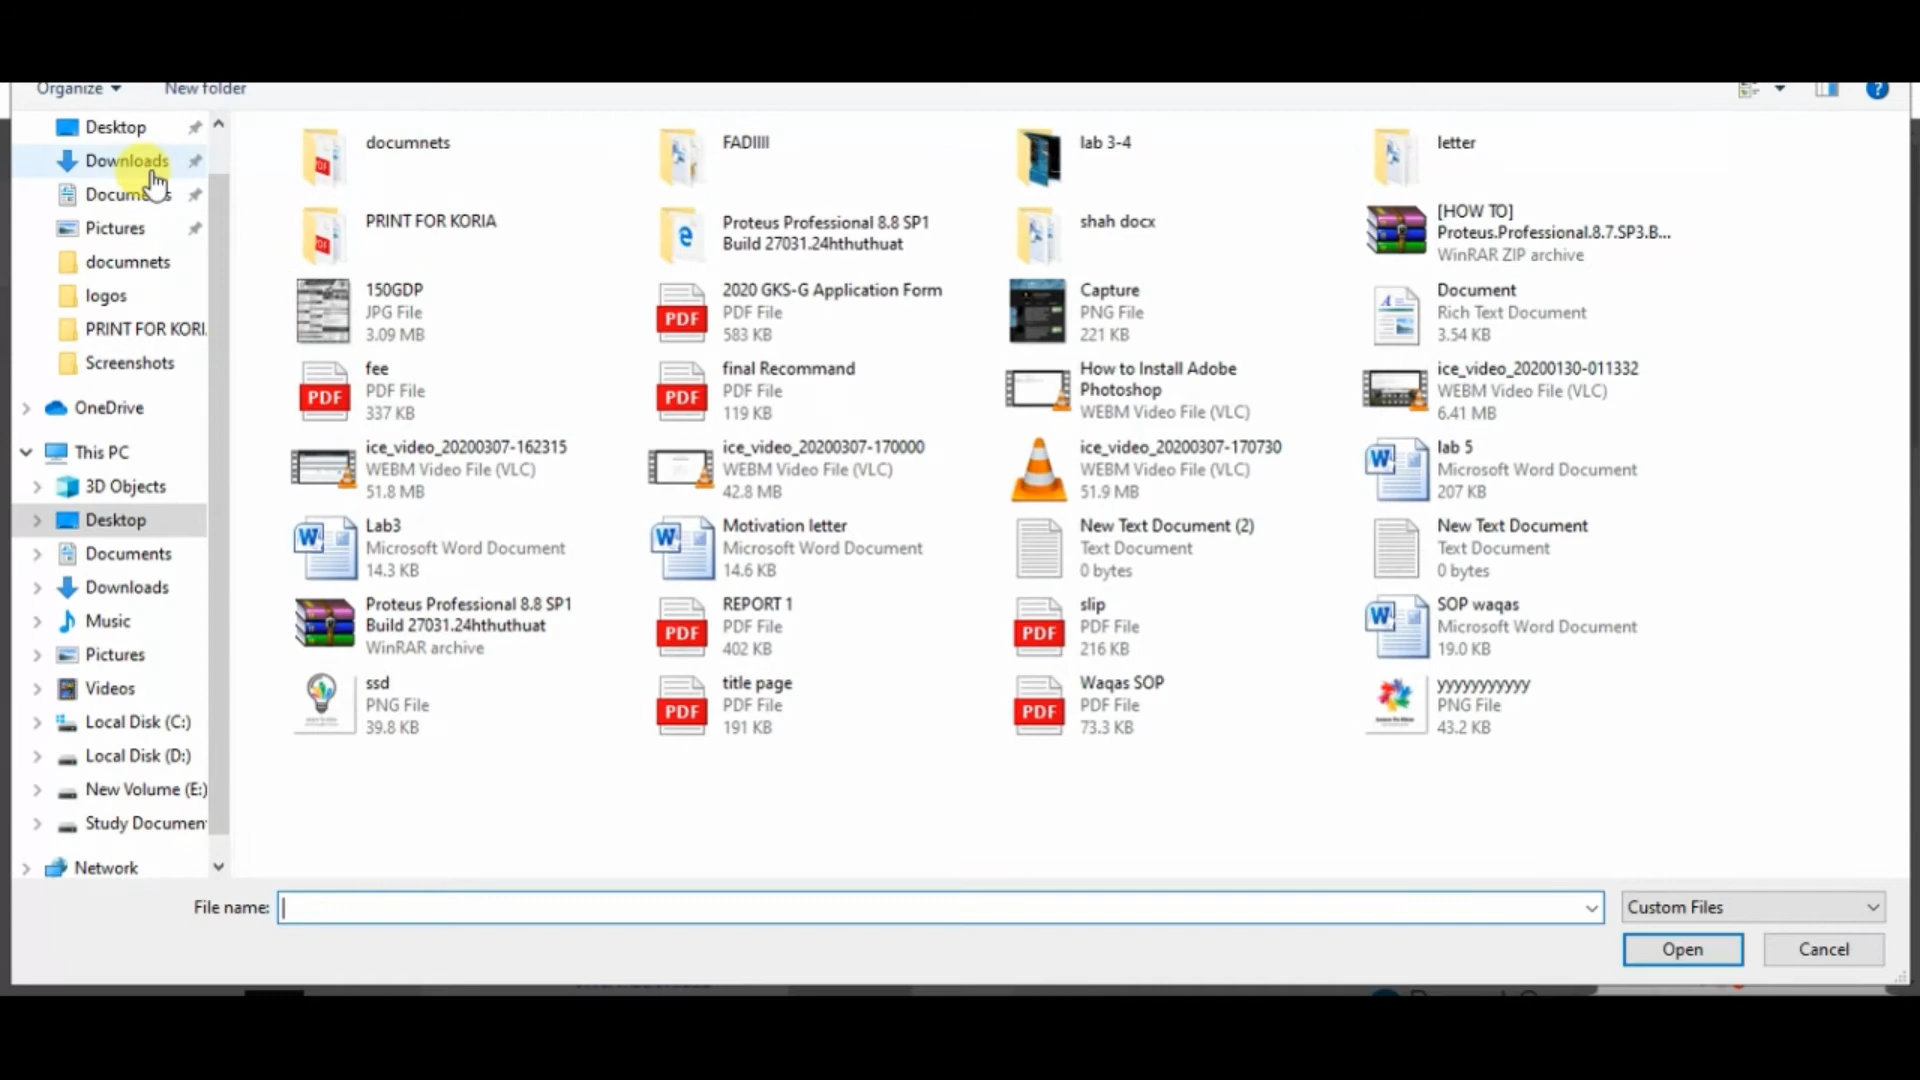 Organize
New folder
Desktop
Downloads
Documents
Pictures
documnets
logos
PRINT FOR KORI
Screenshots
OneDrive
This PC
3D Objects
Desktop
Documents
Downloads
Music
Pictures
Videos
Local Disk (C:)
Local Disk (D:)
New Volume (E:)
Study Documen
Network
documnets
FADIIII
lab 3-4
letter
PRINT FOR KORIA
Proteus Professional 8.8 SP1
Build 27031.24hthuthuat
shah docx
[HOW TO]
Proteus.Professional.8.7.SP3.B...
WinRAR ZIP archive
150GDP
JPG File
3.09 MB
2020 GKS-G Application Form
PDF File
583 KB
Capture
PNG File
221 KB
Document
Rich Text Document
3.54 KB
fee
PDF File
337 KB
final Recommand
PDF File
119 KB
How to Install Adobe
Photoshop
WEBM Video File (VLC)
ice_video_20200130-011332
WEBM Video File (VLC)
6.41 MB
ice_video_20200307-162315
WEBM Video File (VLC)
51.8 MB
ice_video_20200307-170000
WEBM Video File (VLC)
42.8 MB
ice_video_20200307-170730
WEBM Video File (VLC)
51.9 MB
lab 5
Microsoft Word Document
207 KB
Lab3
Microsoft Word Document
14.3 KB
Motivation letter
Microsoft Word Document
14.6 KB
New Text Document (2)
Text Document
0 bytes
New Text Document
Text Document
0 bytes
Proteus Professional 8.8 SP1
Build 27031.24hthuthuat
WinRAR archive
REPORT 1
PDF File
402 KB
slip
PDF File
216 KB
SOP waqas
Microsoft Word Document
19.0 KB
ssd
PNG File
39.8 KB
title page
PDF File
191 KB
Waqas SOP
PDF File
73.3 KB
yyyyyyyyyyy
PNG File
43.2 KB
File name:
Custom Files
Open
Cancel